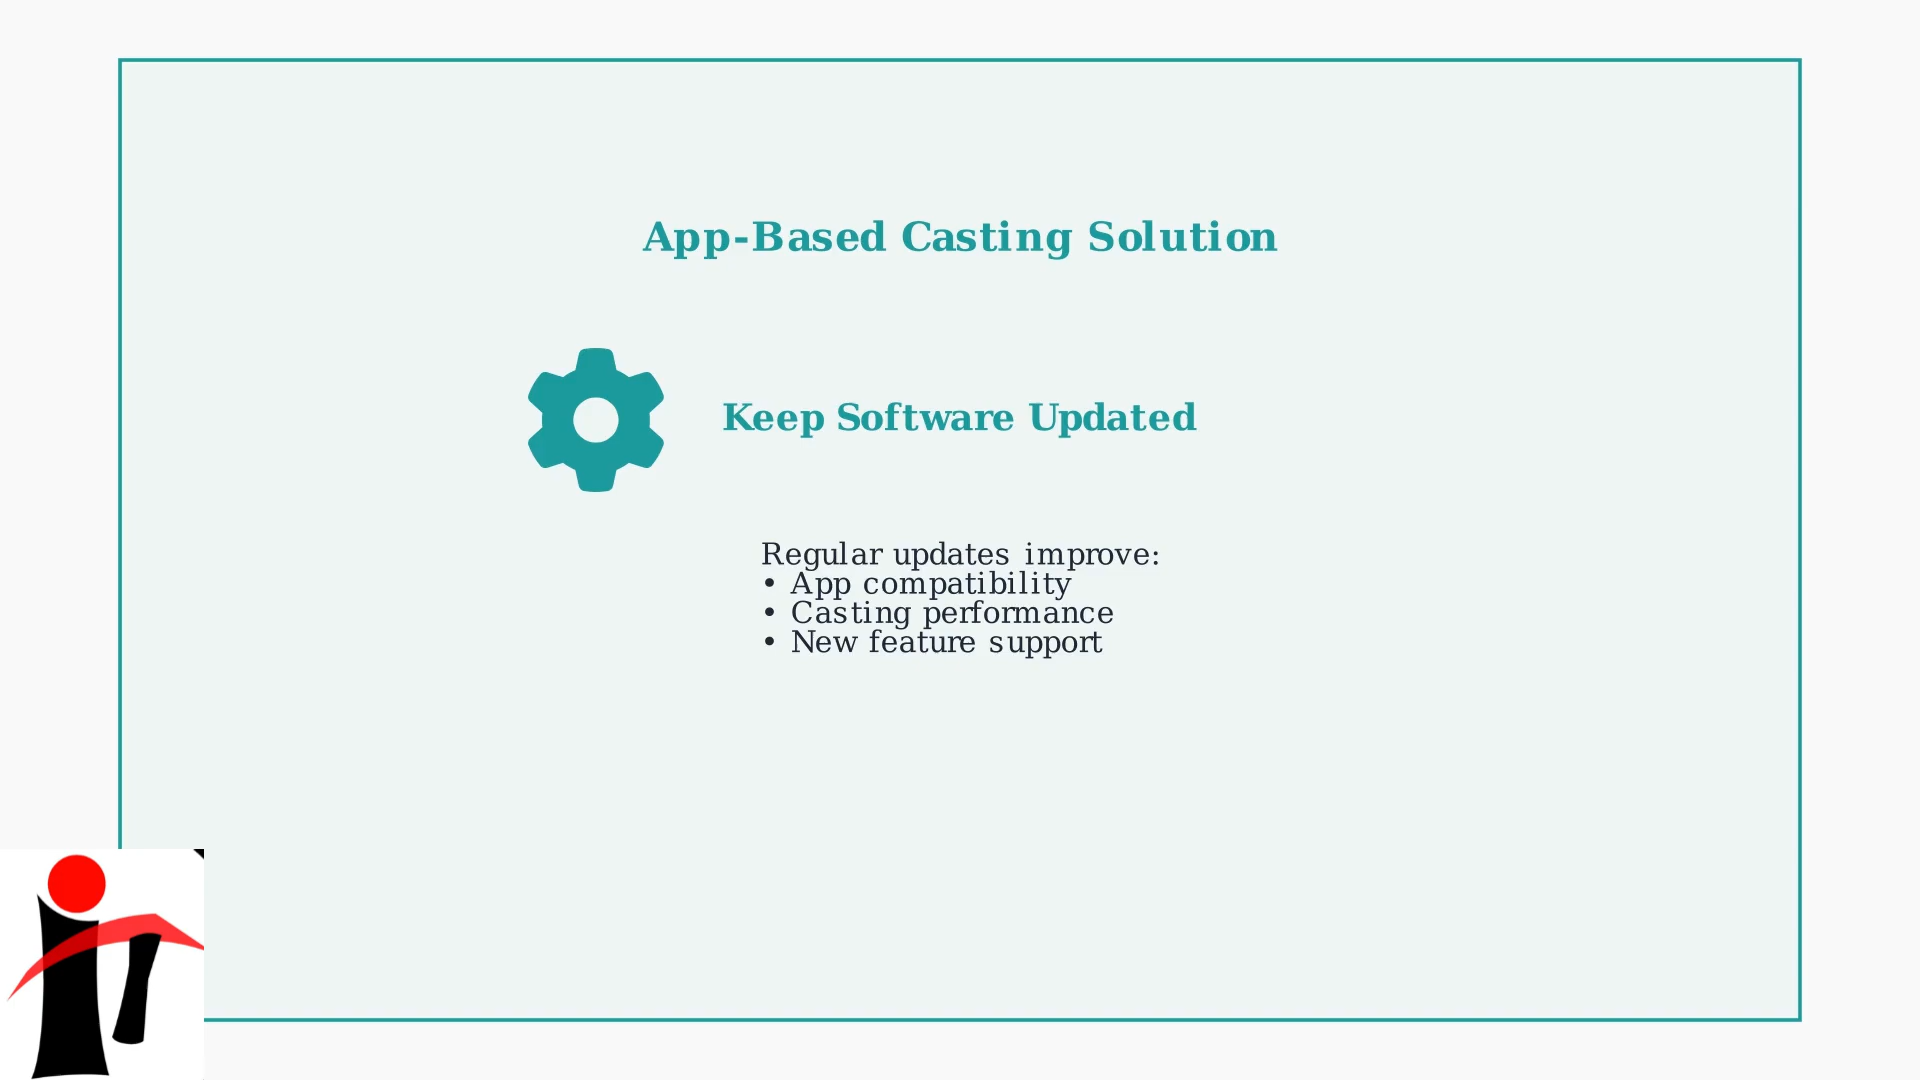 App-Based Casting Solution
Keep Software Updated
Regular updates improve:
• App compatibility
• Casting performance
• New feature support